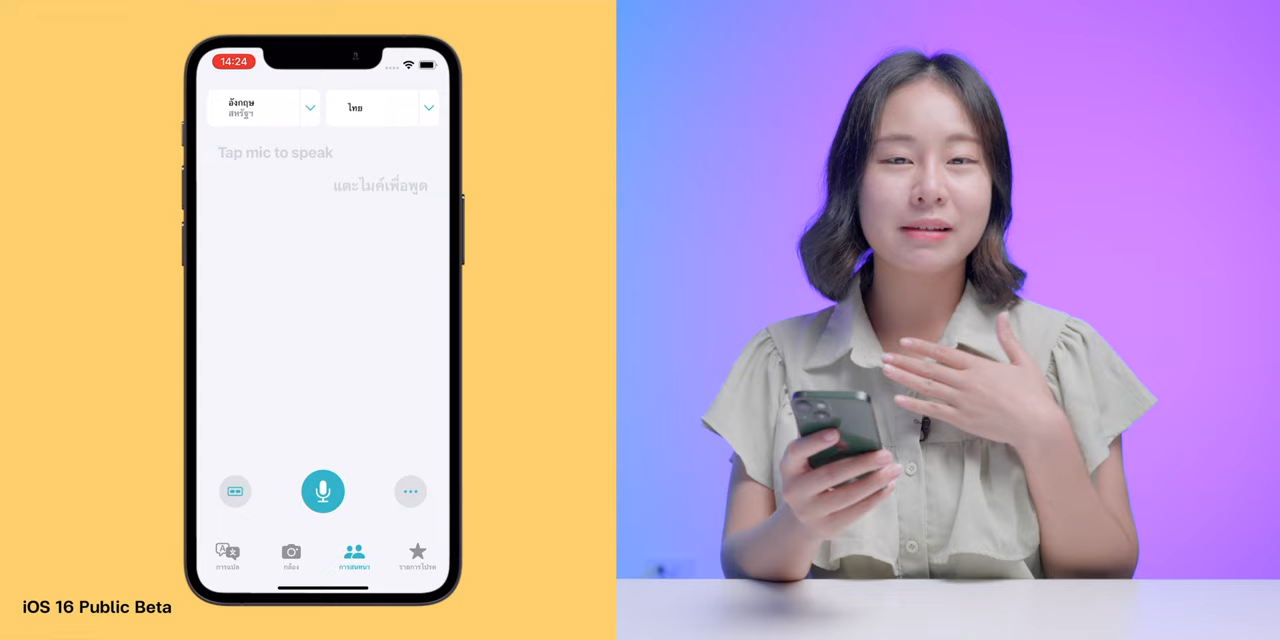 14:24
อังกฤษ
สหรัฐฯ
ไทย
Tap mic to speak
แตะไมค์เพื่อพูด
การแปล
กล้อง
การสนทนา
รายการโปรด
iOS 16 Public Beta